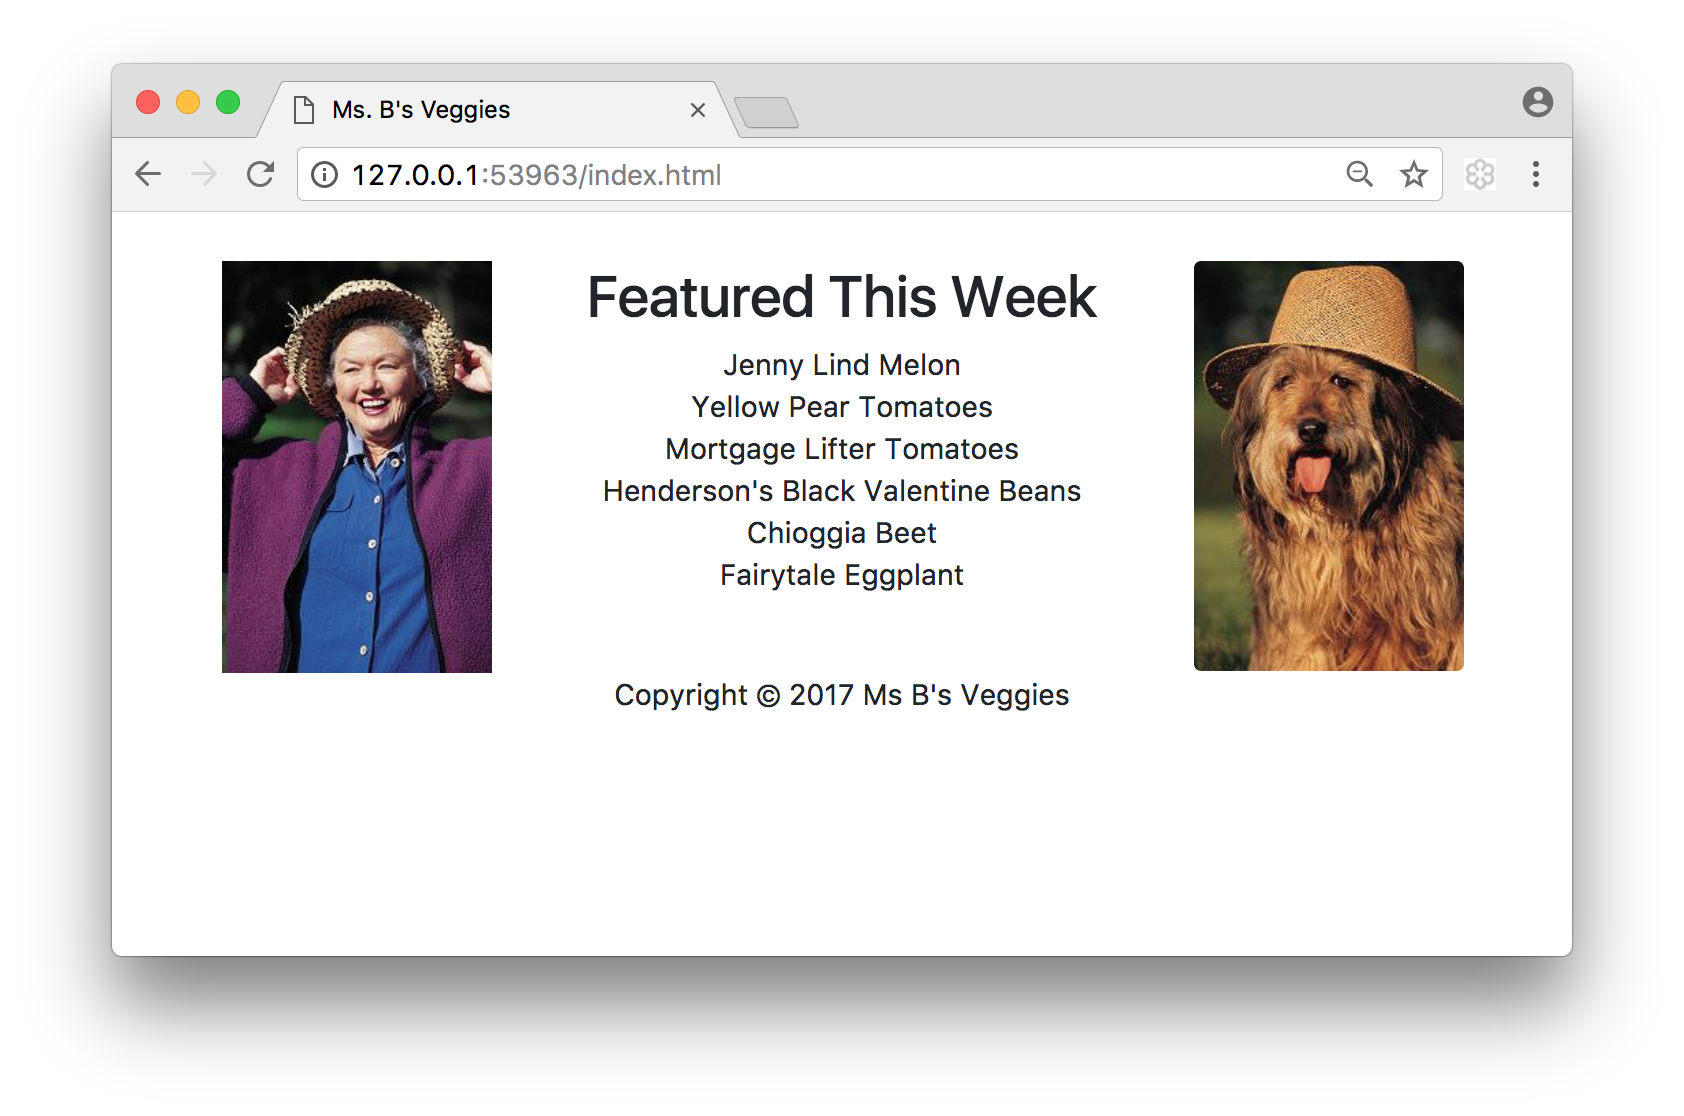 Ms. B's Veggies
127.0.0.1:53963/index.html
Featured This Week
Jenny Lind Melon
Yellow Pear Tomatoes
Mortgage Lifter Tomatoes
Henderson's Black Valentine Beans
Chioggia Beet
Fairytale Eggplant
Copyright © 2017 Ms B's Veggies